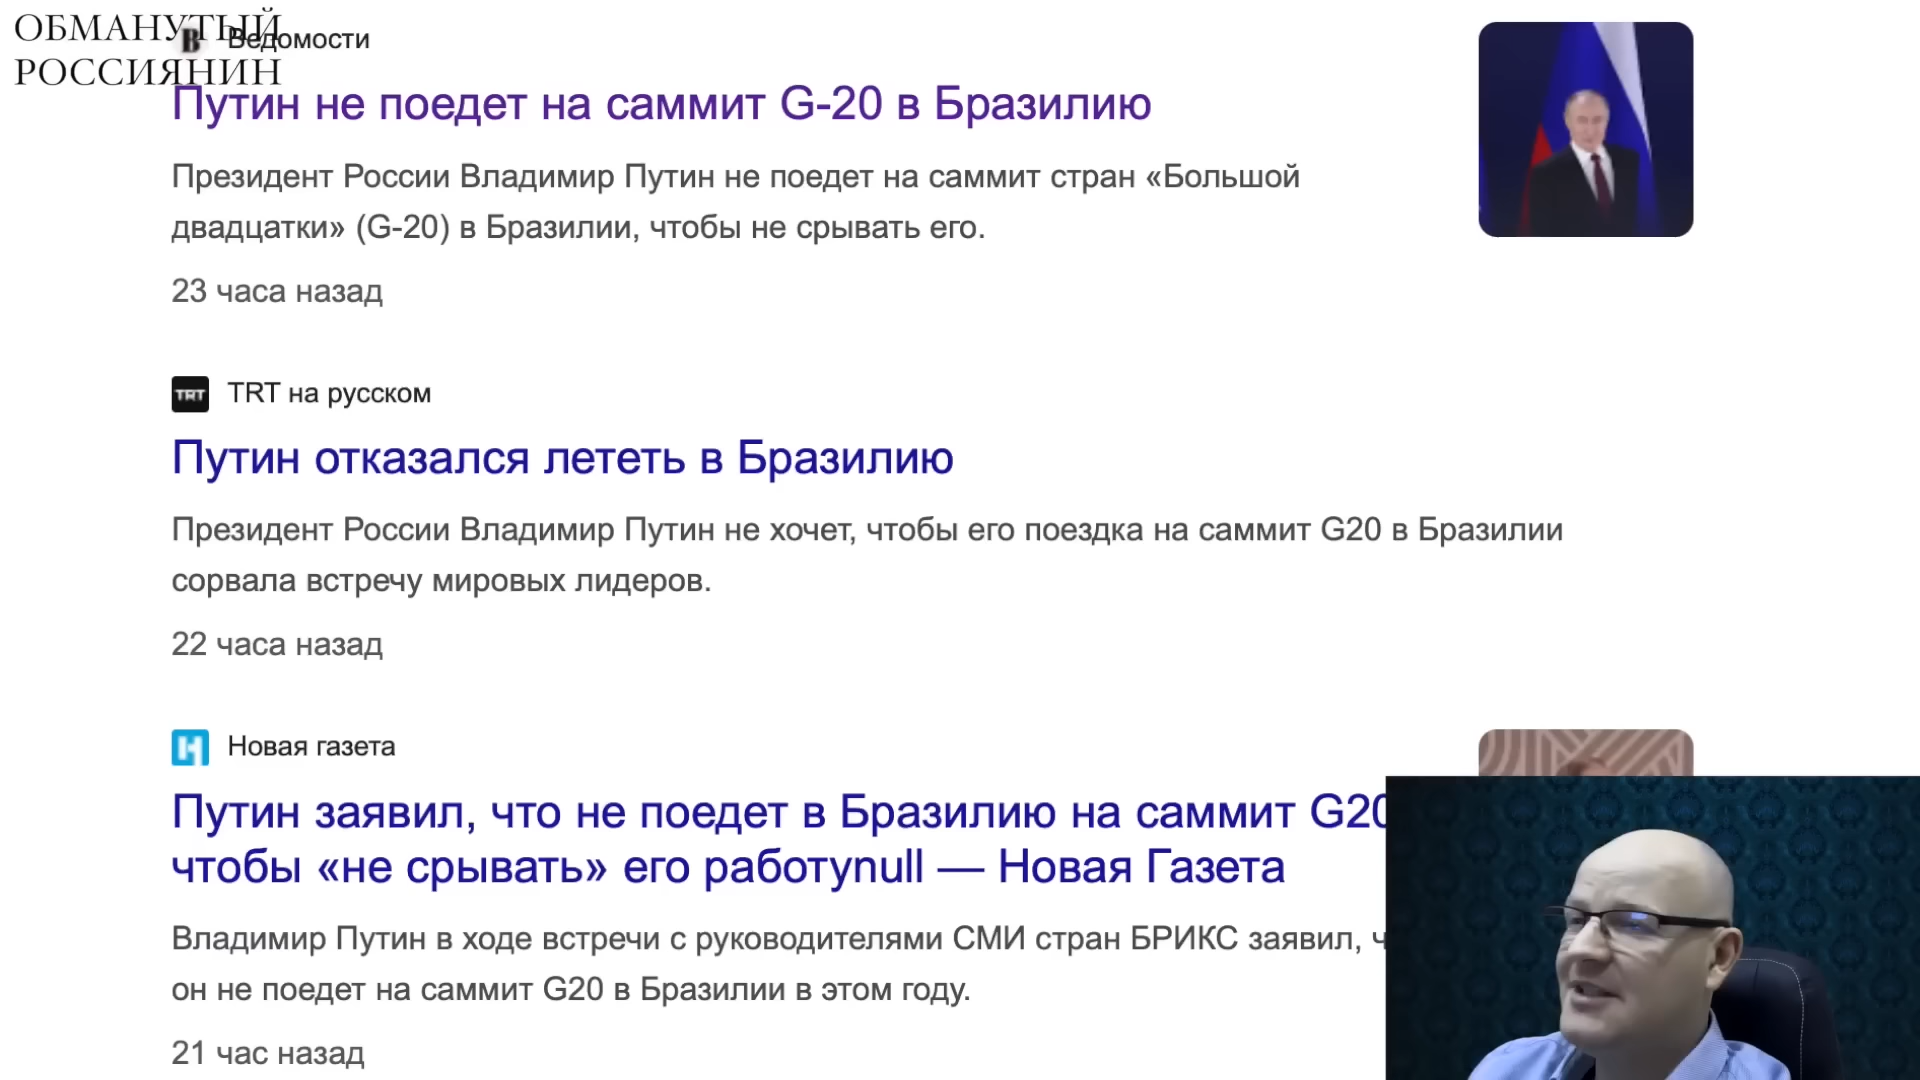 ОБМАНУТЫЙ
РОССИЯНИН
Ведомости
Путин не поедет на саммит G-20 в Бразилию
Президент России Владимир Путин не поедет на саммит стран «Большой
двадцатки» (G-20) в Бразилии, чтобы не срывать его.
23 часа назад
TRT
TRT на русском
Путин отказался лететь в Бразилию
Президент России Владимир Путин не хочет, чтобы его поездка на саммит G20 в Бразилии
сорвала встречу мировых лидеров.
22 часа назад
Новая газета
Путин заявил, что не поедет в Бразилию на саммит G20
чтобы «не срывать» его работуnull — Новая Газета
Владимир Путин в ходе встречи с руководителями СМИ стран БРИКС заявил, ч
он не поедет на саммит G20 в Бразилии в этом году.
21 час назад